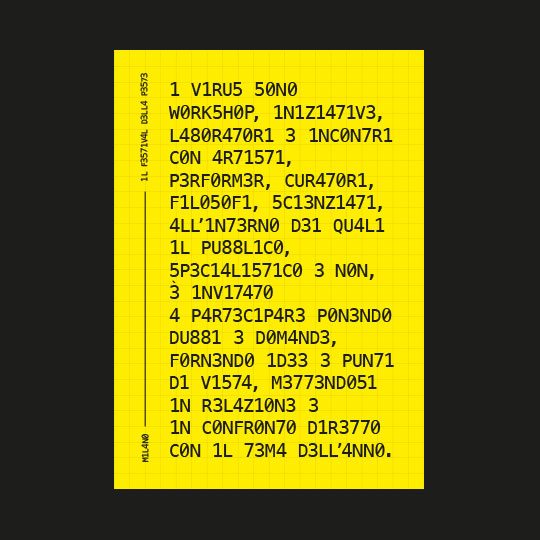 1L F3571V4L D3LL4 P3573
M1L4N0
1 V1RU5 50N0
W0RK5H0P, 1N1Z1471V3,
L480R470R1 3 1NC0N7R1
C0N 4R71571,
P3RF0RM3R, CUR470R1,
F1L050F1, 5C13NZ1471,
4LL’1N73RN0 D31 QU4L1
1L PU88L1C0,
5P3C14L1571C0 3 N0N,
3̀ 1NV17470
4 P4R73C1P4R3 P0N3ND0
DU881 3 D0M4ND3,
F0RN3ND0 1D33 3 PUN71
D1 V1574, M3773ND051
1N R3L4Z10N3 3
1N C0NFR0N70 D1R3770
C0N 1L 73M4 D3LL’4NN0.